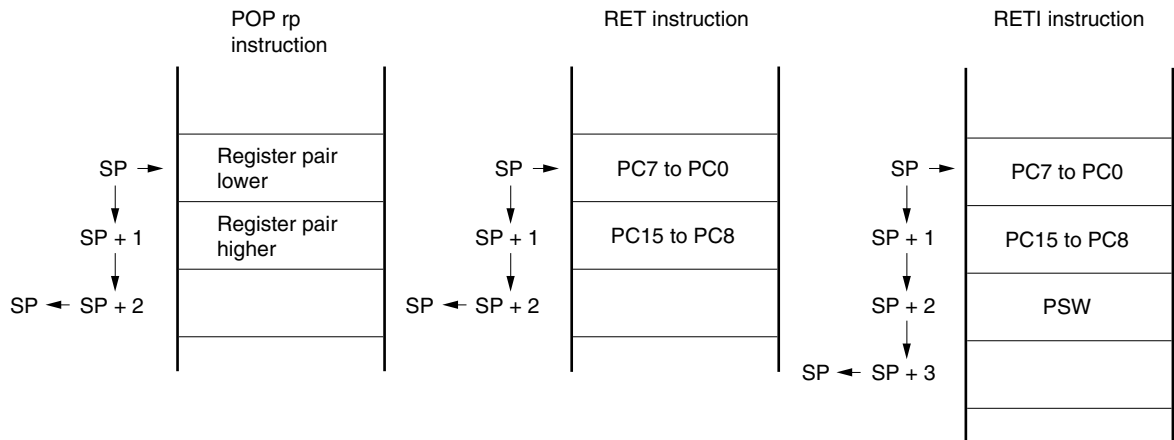 POP rp
instruction
SP
Register pair
lower
SP + 1
Register pair
higher
SP
SP + 2
RET instruction
SP
PC7 to PC0
SP + 1
PC15 to PC8
SP
SP + 2
RETI instruction
SP
PC7 to PC0
SP + 1
PC15 to PC8
SP + 2
PSW
SP
SP + 3